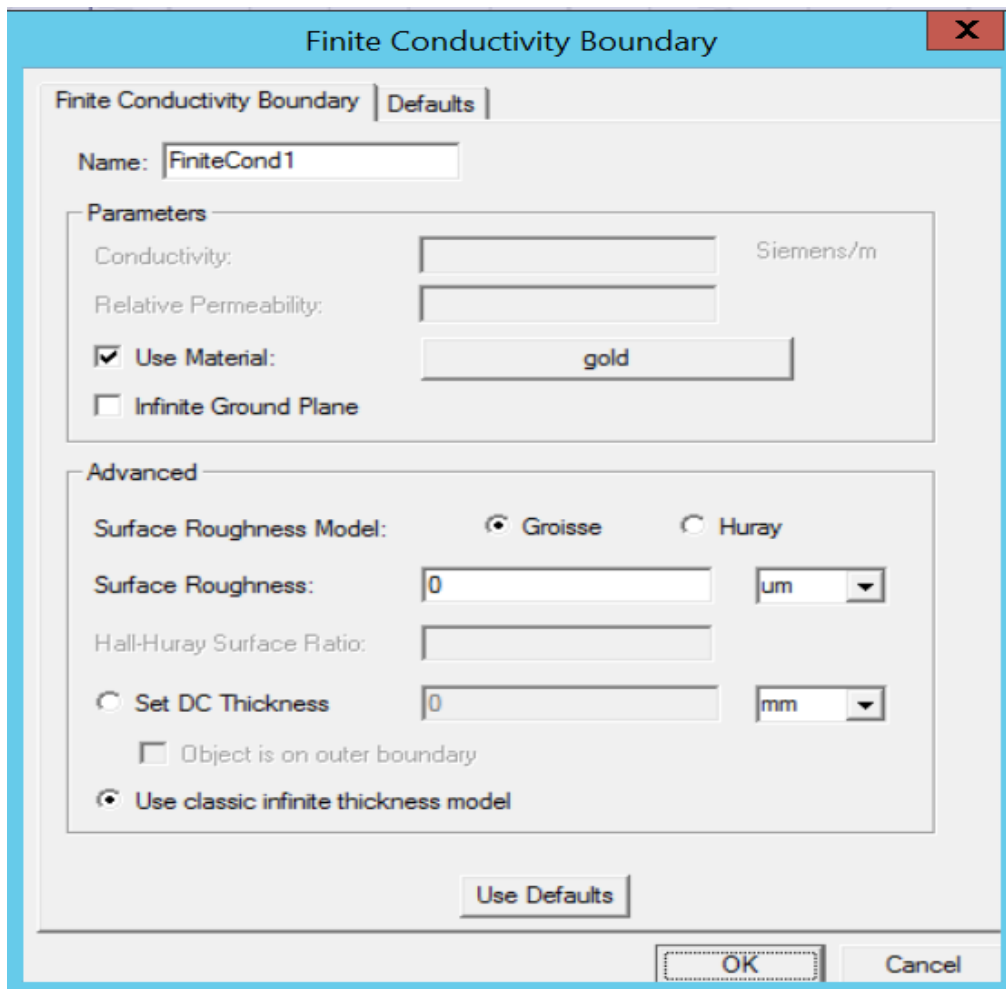 Finite Conductivity Boundary
X
Finite Conductivity Boundary Defaults
Name: FiniteCond1
Parameters
Conductivity: Siemens/m
Relative Permeability:
Use Material: gold
Infinite Ground Plane
Advanced
Surface Roughness Model: Groisse Huray
Surface Roughness: 0 um
Hall-Huray Surface Ratio:
Set DC Thickness 0 mm
Object is on outer boundary
Use classic infinite thickness model
Use Defaults
OK Cancel